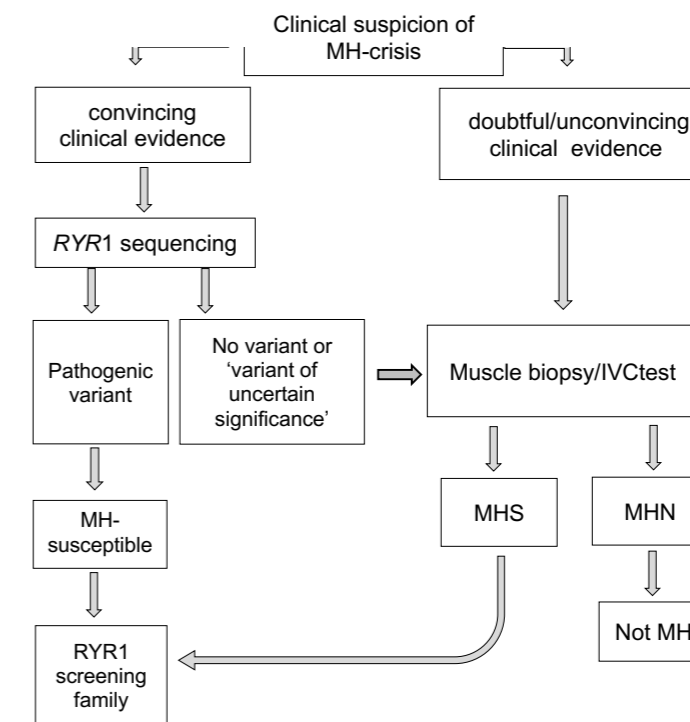 Clinical suspicion of
MH-crisis
convincing
clinical evidence
doubtful/unconvincing
clinical evidence
RYR1 sequencing
Pathogenic
variant
No variant or
‘variant of
uncertain
significance’
Muscle biopsy/IVCtest
MH-
susceptible
MHS
MHN
RYR1
screening
family
Not MH